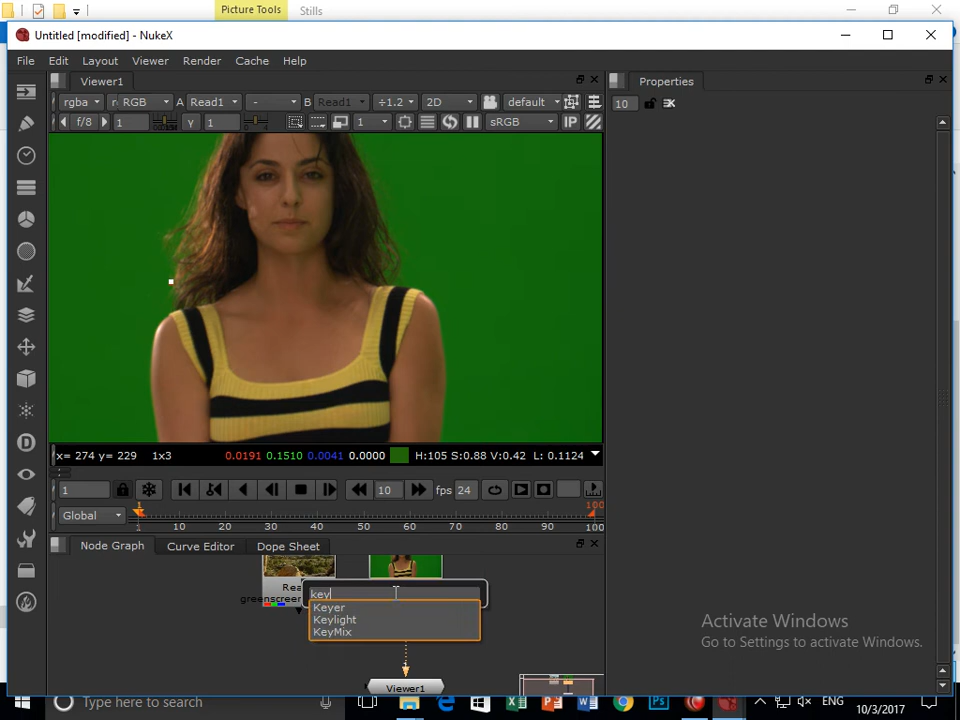 Picture Tools
Stills
Untitled [modified] - NukeX
File Edit Layout Viewer Render Cache Help
Viewer1
Properties
rgba RGB A Read1 - B Read1 ÷1.2 2D default
f/8 1 γ 1 1 sRGB IP
10
x= 274 y= 229 1x3 0.0191 0.1510 0.0041 0.0000 H:105 S:0.88 V:0.42 L: 0.1124
1 10 fps 24
Global 1 10 20 30 40 50 60 70 80 90 100
100
Node Graph Curve Editor Dope Sheet
Rea
greenscreen
key
Keyer
Keylight
KeyMix
Viewer1
Activate Windows
Go to Settings to activate Windows.
Type here to search
ENG
10/3/2017